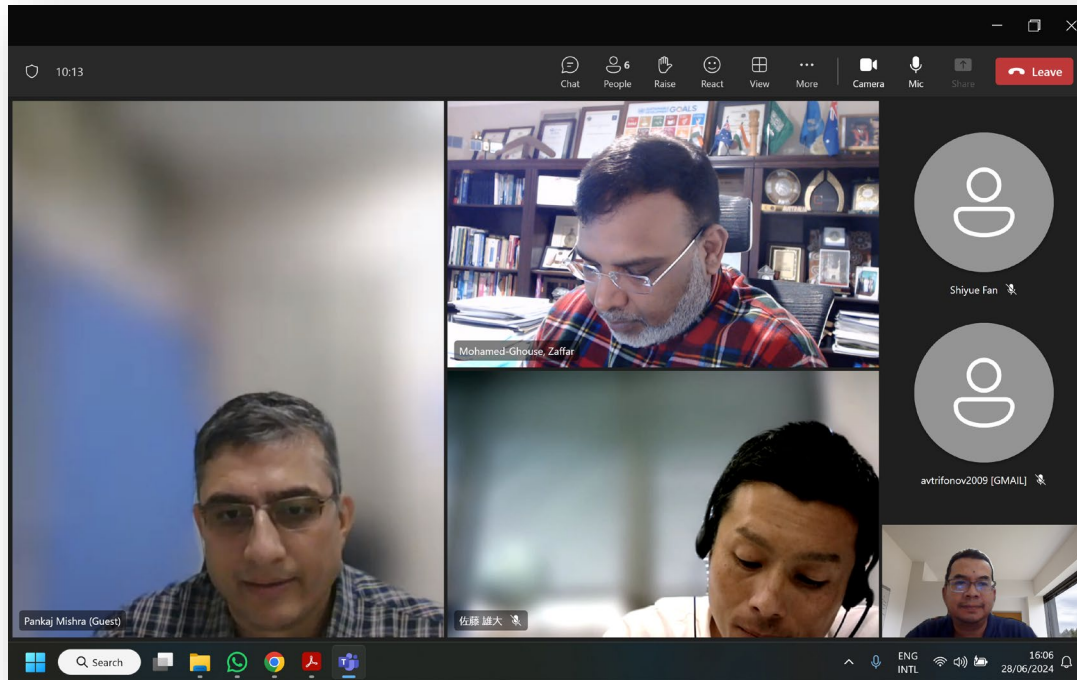 10:13
Chat
6
People
Raise
React
View
More
Camera
Mic
Share
Leave
GOALS
Mohamed-Ghouse, Zaffar
Shiyue Fan
avtrifonov2009 [GMAIL]
Pankaj Mishra (Guest)
佐藤 雄大
Search
ENG
INTL
16:06
28/06/2024